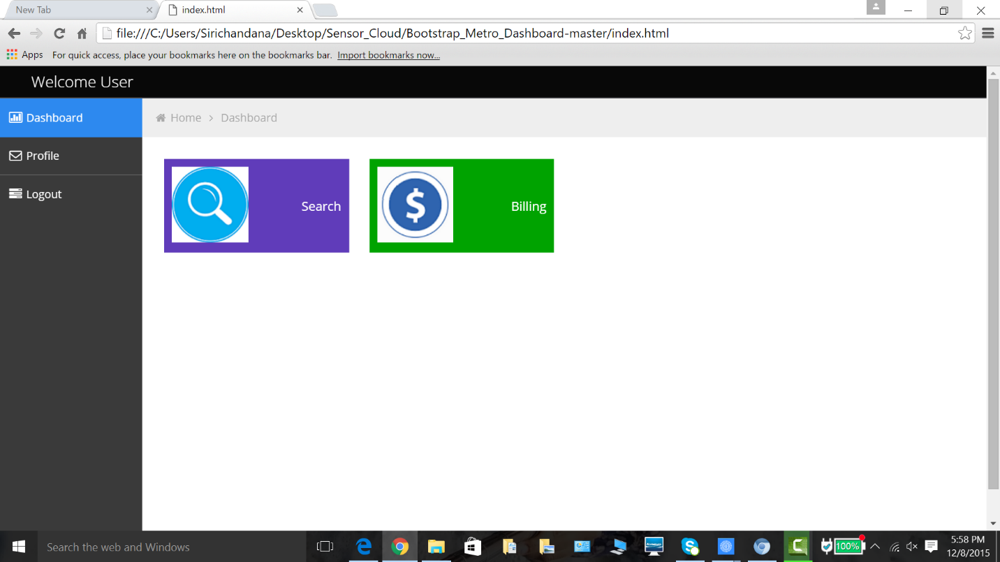 New Tab
index.html
file:///C:/Users/Sirichandana/Desktop/Sensor_Cloud/Bootstrap_Metro_Dashboard-master/index.html
Apps For quick access, place your bookmarks here on the bookmarks bar. Import bookmarks now...
Welcome User
Dashboard
Home > Dashboard
Profile
Logout
Search
$
Billing
Search the web and Windows
100%
5:58 PM
12/8/2015